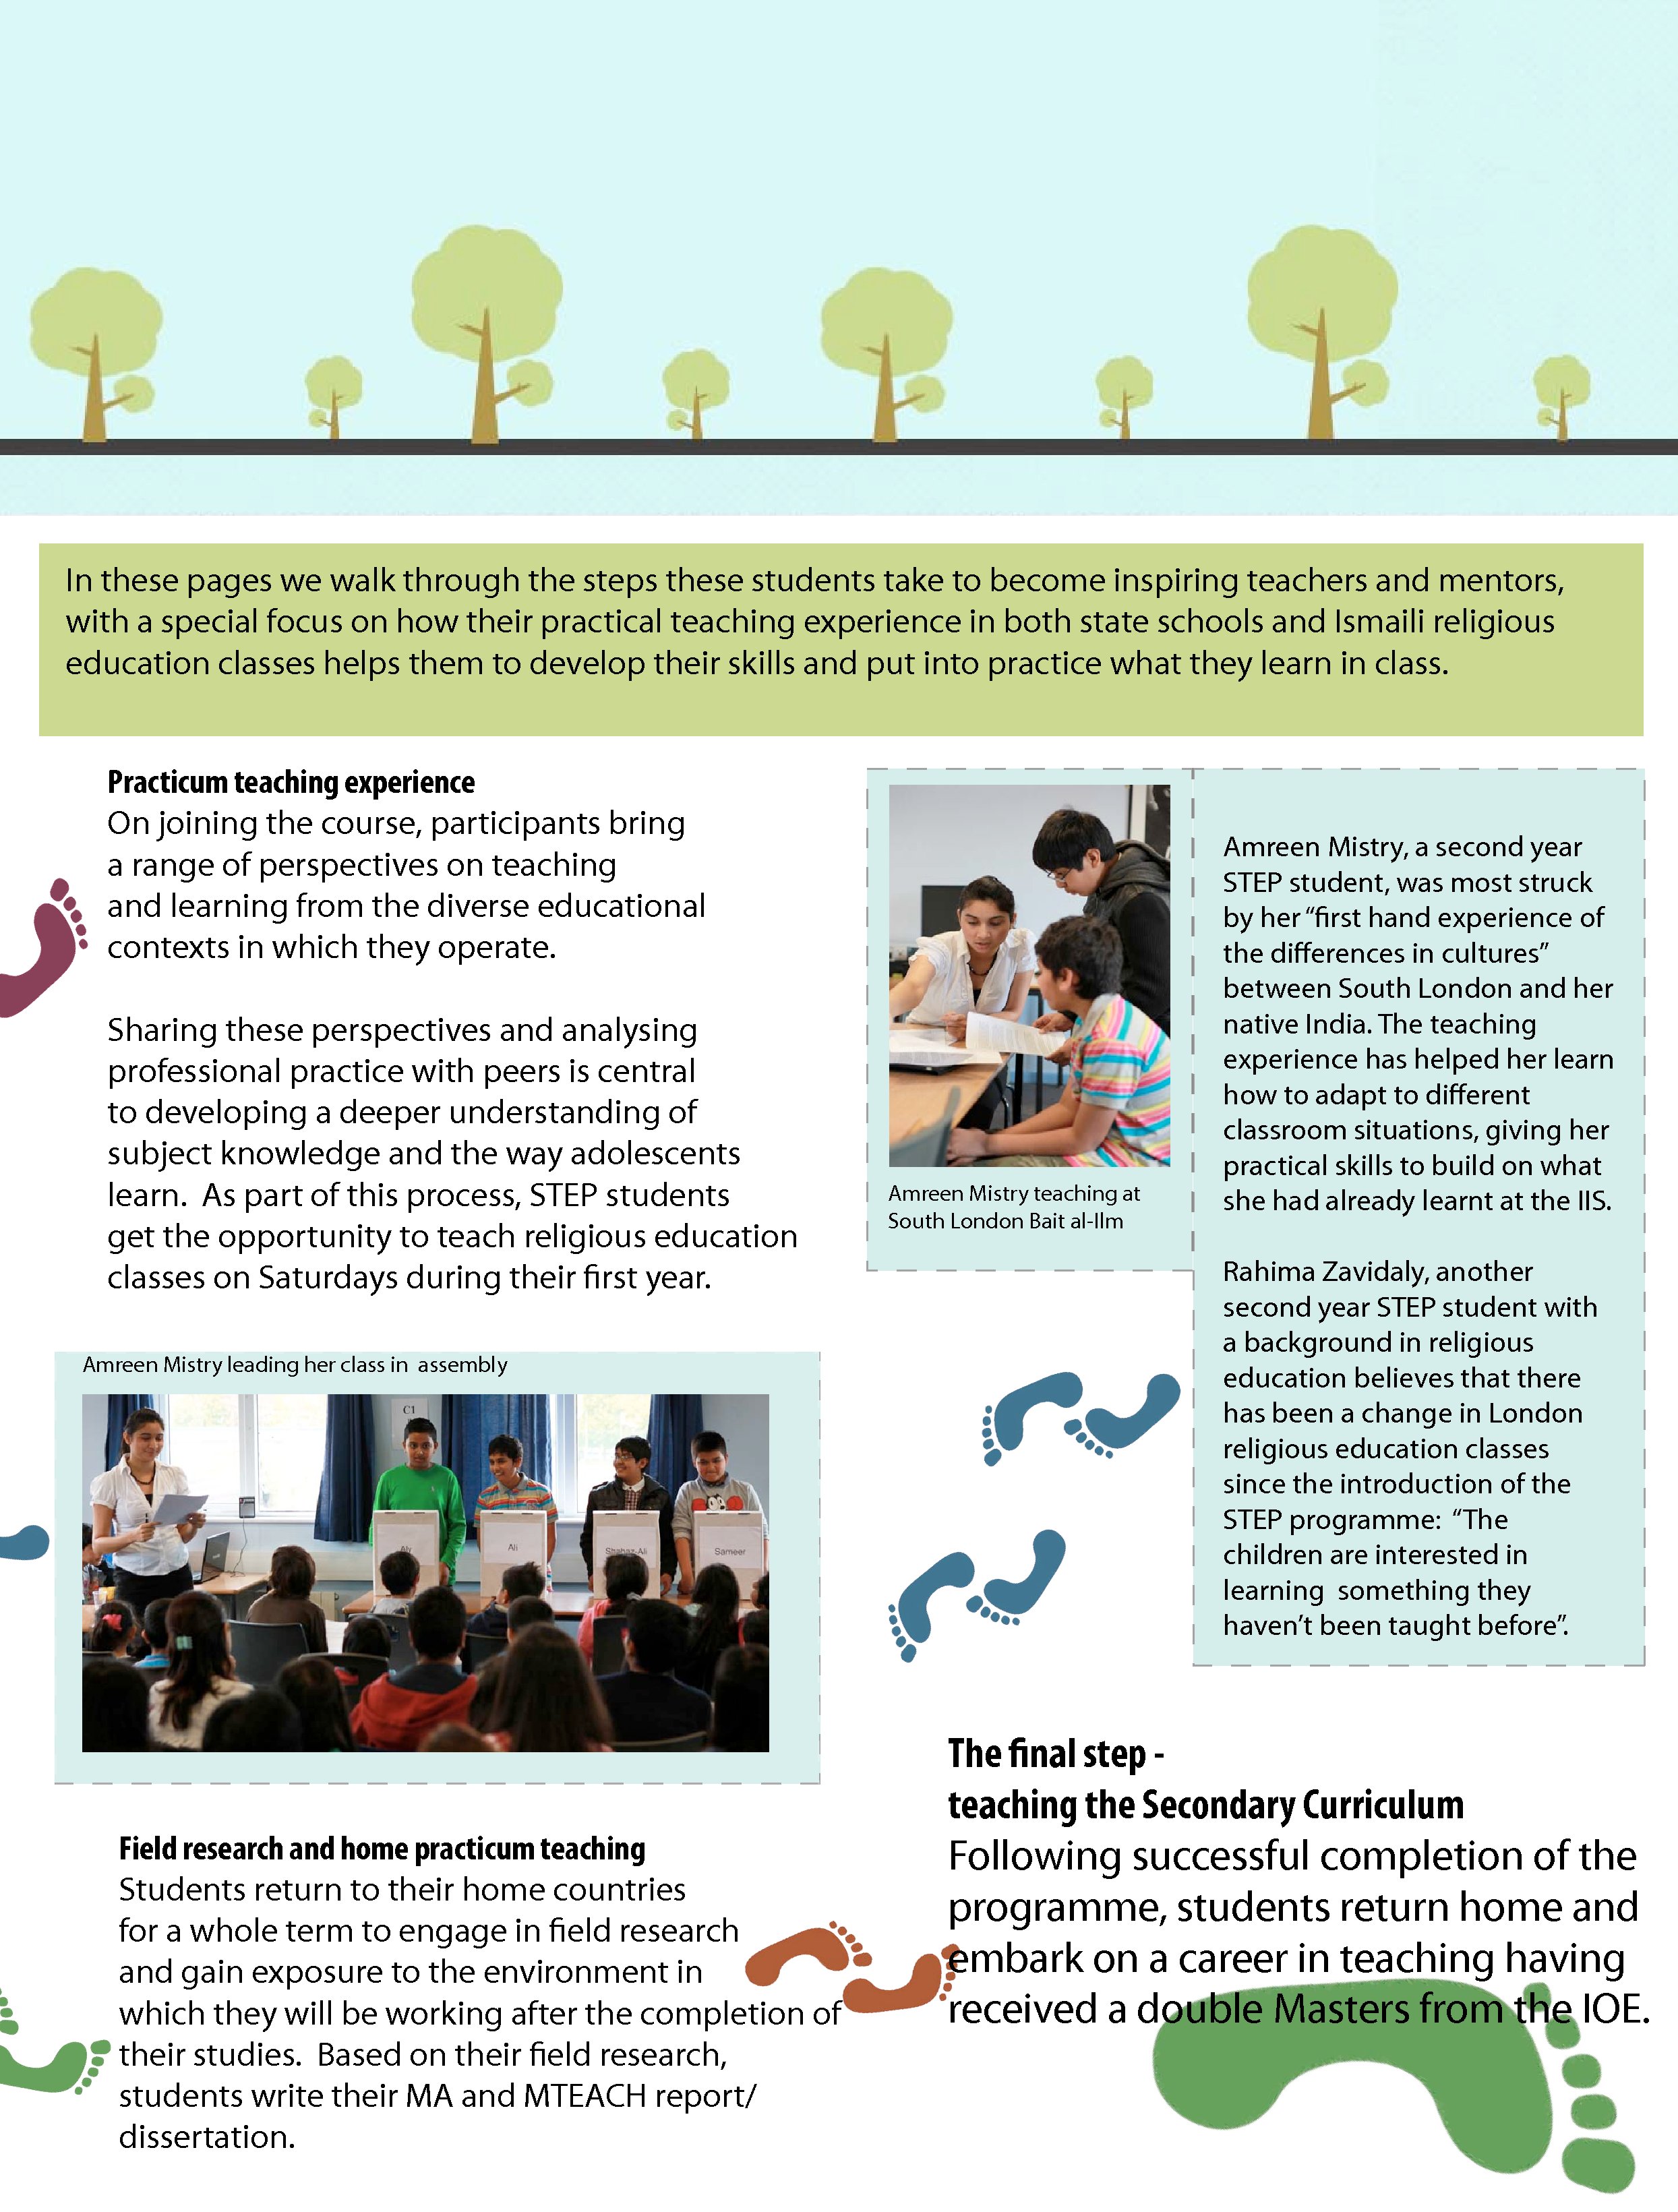 In these pages we walk through the steps these students take to become inspiring teachers and mentors,
with a special focus on how their practical teaching experience in both state schools and Ismaili religious
education classes helps them to develop their skills and put into practice what they learn in class.
Practicum teaching experience
On joining the course, participants bring
a range of perspectives on teaching
and learning from the diverse educational
contexts in which they operate.
Sharing these perspectives and analysing
professional practice with peers is central
to developing a deeper understanding of
subject knowledge and the way adolescents
learn.  As part of this process, STEP students
get the opportunity to teach religious education
classes on Saturdays during their first year.
Amreen Mistry leading her class in  assembly
C1
Aly
Ali
Shahaz-Ali
Sameer
Field research and home practicum teaching
Students return to their home countries
for a whole term to engage in field research
and gain exposure to the environment in
which they will be working after the completion of
their studies.  Based on their field research,
students write their MA and MTEACH report/
dissertation.
Amreen Mistry teaching at
South London Bait al-Ilm
Amreen Mistry, a second year
STEP student, was most struck
by her “first hand experience of
the differences in cultures”
between South London and her
native India. The teaching
experience has helped her learn
how to adapt to different
classroom situations, giving her
practical skills to build on what
she had already learnt at the IIS.
Rahima Zavidaly, another
second year STEP student with
a background in religious
education believes that there
has been a change in London
religious education classes
since the introduction of the
STEP programme:  “The
children are interested in
learning  something they
haven’t been taught before”.
The final step -
teaching the Secondary Curriculum
Following successful completion of the
programme, students return home and
embark on a career in teaching having
received a double Masters from the IOE.